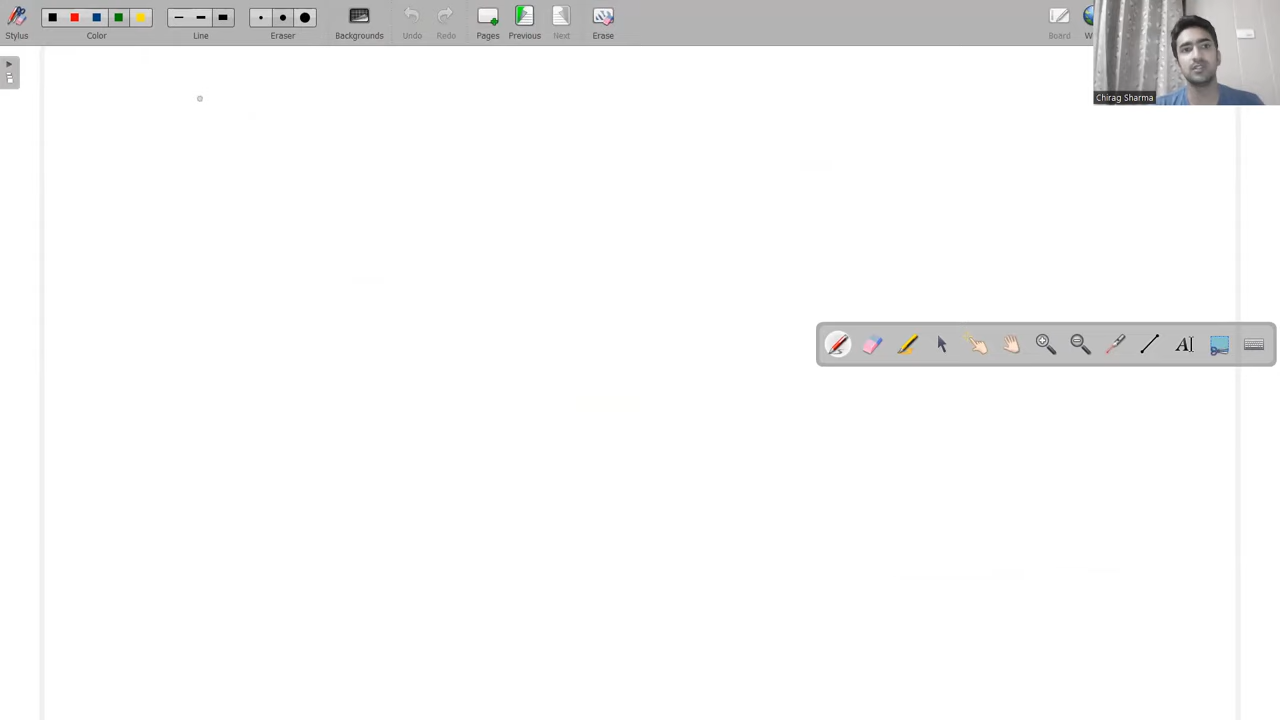 Stylus
Color
Line
Eraser
Backgrounds
Undo
Redo
Pages
Previous
Next
Erase
Board
Chirag Sharma